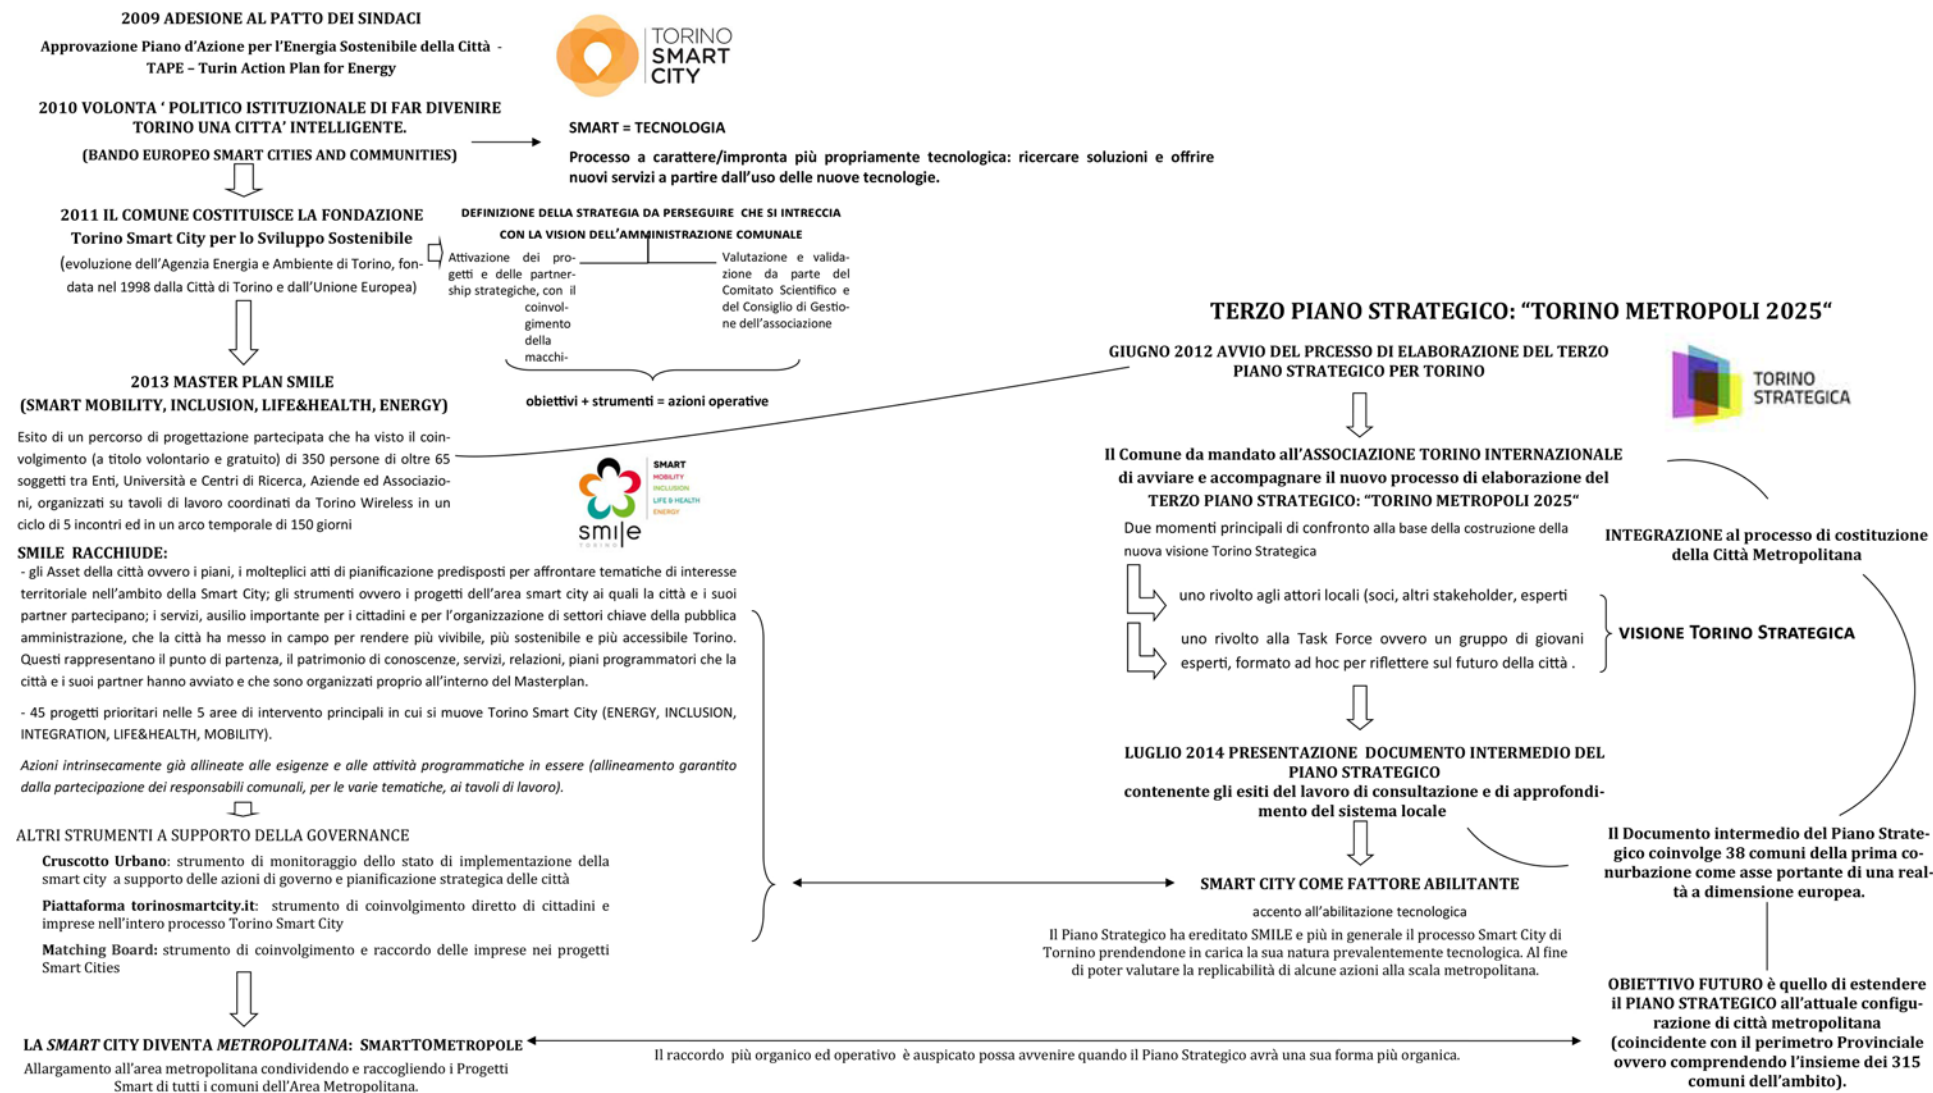 2009 ADESIONE AL PATTO DEI SINDACI
Approvazione Piano d'Azione per l'Energia Sostenibile della Città -
TAPE – Turin Action Plan for Energy
2010 VOLONTA ‘ POLITICO ISTITUZIONALE DI FAR DIVENIRE
TORINO UNA CITTA’ INTELLIGENTE.
(BANDO EUROPEO SMART CITIES AND COMMUNITIES)
TORINO
SMART
CITY
SMART = TECNOLOGIA
Processo a carattere/impronta più propriamente tecnologica: ricercare soluzioni e offrire
nuovi servizi a partire dall’uso delle nuove tecnologie.
2011 IL COMUNE COSTITUISCE LA FONDAZIONE
Torino Smart City per lo Sviluppo Sostenibile
(evoluzione dell’Agenzia Energia e Ambiente di Torino, fon-
data nel 1998 dalla Città di Torino e dall’Unione Europea)
DEFINIZIONE DELLA STRATEGIA DA PERSEGUIRE CHE SI INTRECCIA
CON LA VISION DELL’AMMINISTRAZIONE COMUNALE
Attivazione dei pro-
getti e delle partner-
ship strategiche, con il
coinvol-
gimento
della
macchi-
Valutazione e valida-
zione da parte del
Comitato Scientifico e
del Consiglio di Gestio-
ne dell’associazione
obiettivi + strumenti = azioni operative
2013 MASTER PLAN SMILE
(SMART MOBILITY, INCLUSION, LIFE&HEALTH, ENERGY)
Esito di un percorso di progettazione partecipata che ha visto il coin-
volgimento (a titolo volontario e gratuito) di 350 persone di oltre 65
soggetti tra Enti, Università e Centri di Ricerca, Aziende ed Associazio-
ni, organizzati su tavoli di lavoro coordinati da Torino Wireless in un
ciclo di 5 incontri ed in un arco temporale di 150 giorni
SMART
MOBILITY
INCLUSION
LIFE & HEALTH
ENERGY
smile
TORINO
SMILE RACCHIUDE:
- gli Asset della città ovvero i piani, i molteplici atti di pianificazione predisposti per affrontare tematiche di interesse
territoriale nell’ambito della Smart City; gli strumenti ovvero i progetti dell’area smart city ai quali la città e i suoi
partner partecipano; i servizi, ausilio importante per i cittadini e per l’organizzazione di settori chiave della pubblica
amministrazione, che la città ha messo in campo per rendere più vivibile, più sostenibile e più accessibile Torino.
Questi rappresentano il punto di partenza, il patrimonio di conoscenze, servizi, relazioni, piani programmatori che la
città e i suoi partner hanno avviato e che sono organizzati proprio all’interno del Masterplan.
- 45 progetti prioritari nelle 5 aree di intervento principali in cui si muove Torino Smart City (ENERGY, INCLUSION,
INTEGRATION, LIFE&HEALTH, MOBILITY).
Azioni intrinsecamente già allineate alle esigenze e alle attività programmatiche in essere (allineamento garantito
dalla partecipazione dei responsabili comunali, per le varie tematiche, ai tavoli di lavoro).
ALTRI STRUMENTI A SUPPORTO DELLA GOVERNANCE
Cruscotto Urbano: strumento di monitoraggio dello stato di implementazione della
smart city a supporto delle azioni di governo e pianificazione strategica delle città
Piattaforma torinosmartcity.it: strumento di coinvolgimento diretto di cittadini e
imprese nell’intero processo Torino Smart City
Matching Board: strumento di coinvolgimento e raccordo delle imprese nei progetti
Smart Cities
LA SMART CITY DIVENTA METROPOLITANA: SMARTTOMETROPOLE
Allargamento all’area metropolitana condividendo e raccogliendo i Progetti
Smart di tutti i comuni dell’Area Metropolitana.
TERZO PIANO STRATEGICO: “TORINO METROPOLI 2025“
GIUGNO 2012 AVVIO DEL PRCESSO DI ELABORAZIONE DEL TERZO
PIANO STRATEGICO PER TORINO
TORINO
STRATEGICA
Il Comune da mandato all’ASSOCIAZIONE TORINO INTERNAZIONALE
di avviare e accompagnare il nuovo processo di elaborazione del
TERZO PIANO STRATEGICO: “TORINO METROPOLI 2025“
Due momenti principali di confronto alla base della costruzione della
nuova visione Torino Strategica
uno rivolto agli attori locali (soci, altri stakeholder, esperti
uno rivolto alla Task Force ovvero un gruppo di giovani
esperti, formato ad hoc per riflettere sul futuro della città .
INTEGRAZIONE al processo di costituzione
della Città Metropolitana
VISIONE TORINO STRATEGICA
LUGLIO 2014 PRESENTAZIONE DOCUMENTO INTERMEDIO DEL
PIANO STRATEGICO
contenente gli esiti del lavoro di consultazione e di approfondi-
mento del sistema locale
SMART CITY COME FATTORE ABILITANTE
accento all’abilitazione tecnologica
Il Piano Strategico ha ereditato SMILE e più in generale il processo Smart City di
Tornino prendendone in carica la sua natura prevalentemente tecnologica. Al fine
di poter valutare la replicabilità di alcune azioni alla scala metropolitana.
Il Documento intermedio del Piano Strate-
gico coinvolge 38 comuni della prima co-
nurbazione come asse portante di una real-
tà a dimensione europea.
OBIETTIVO FUTURO è quello di estendere
il PIANO STRATEGICO all’attuale configu-
razione di città metropolitana
(coincidente con il perimetro Provinciale
ovvero comprendendo l’insieme dei 315
comuni dell’ambito).
Il raccordo più organico ed operativo è auspicato possa avvenire quando il Piano Strategico avrà una sua forma più organica.